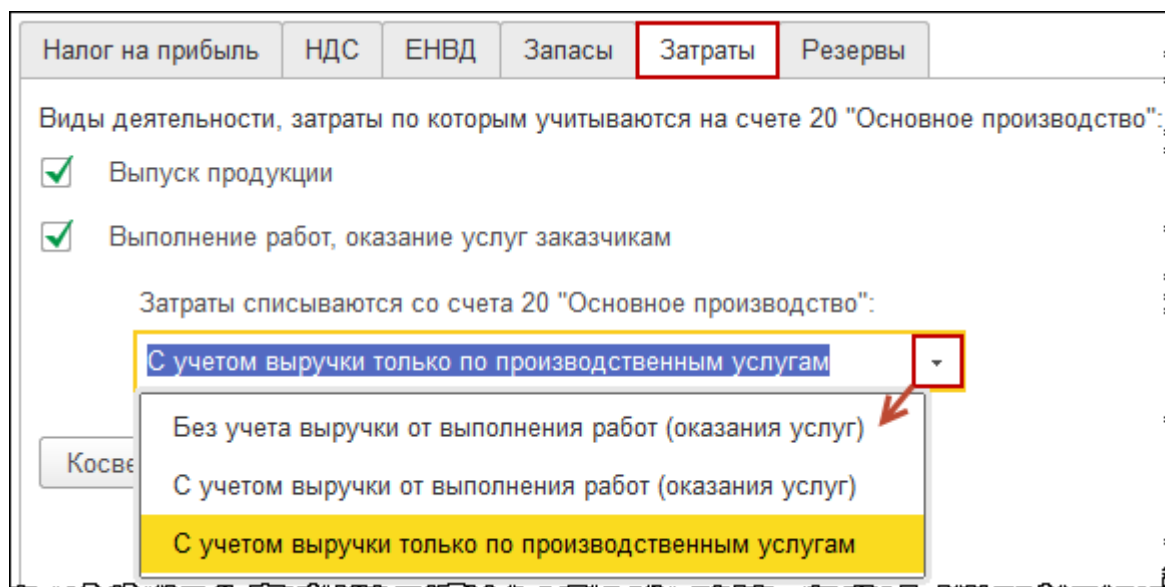 Налог на прибыль НДС ЕНВД Запасы Затраты Резервы
Виды деятельности, затраты по которым учитываются на счете 20 "Основное производство":
Выпуск продукции
Выполнение работ, оказание услуг заказчикам
Затраты списываются со счета 20 "Основное производство":
С учетом выручки только по производственным услугам
Без учета выручки от выполнения работ (оказания услуг)
Косве
С учетом выручки от выполнения работ (оказания услуг)
С учетом выручки только по производственным услугам